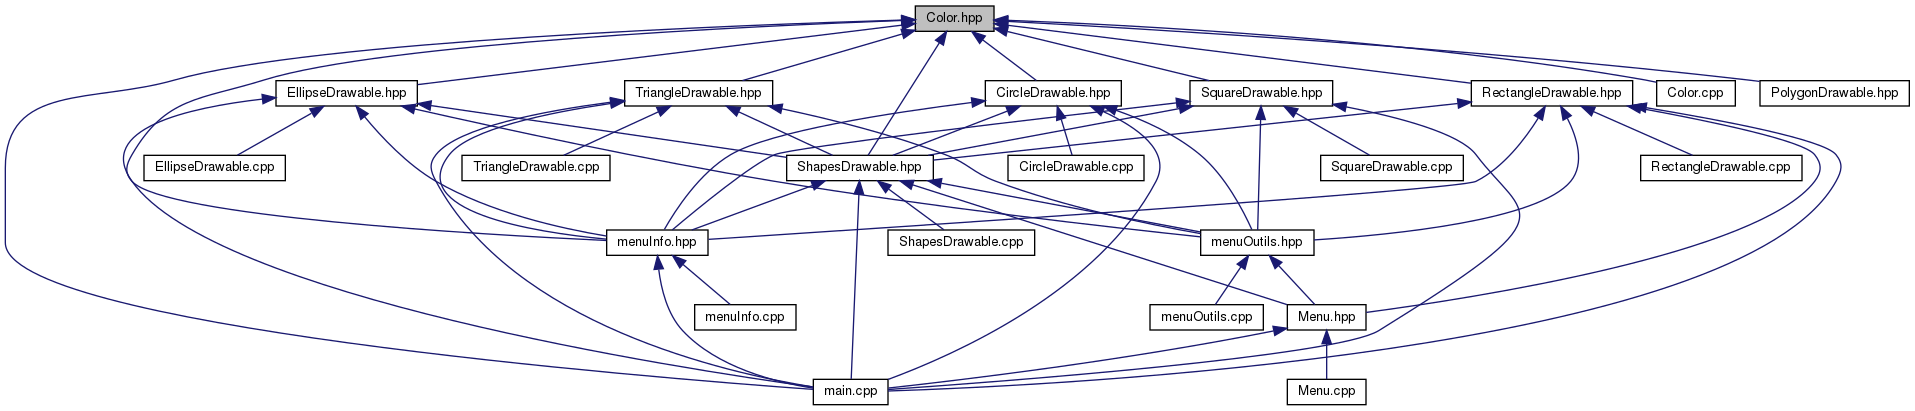 Color.hpp
EllipseDrawable.hpp
TriangleDrawable.hpp
CircleDrawable.hpp
SquareDrawable.hpp
RectangleDrawable.hpp
Color.cpp
PolygonDrawable.hpp
EllipseDrawable.cpp
TriangleDrawable.cpp
ShapesDrawable.hpp
CircleDrawable.cpp
SquareDrawable.cpp
RectangleDrawable.cpp
menuInfo.hpp
ShapesDrawable.cpp
menuOutils.hpp
menuInfo.cpp
menuOutils.cpp
Menu.hpp
main.cpp
Menu.cpp